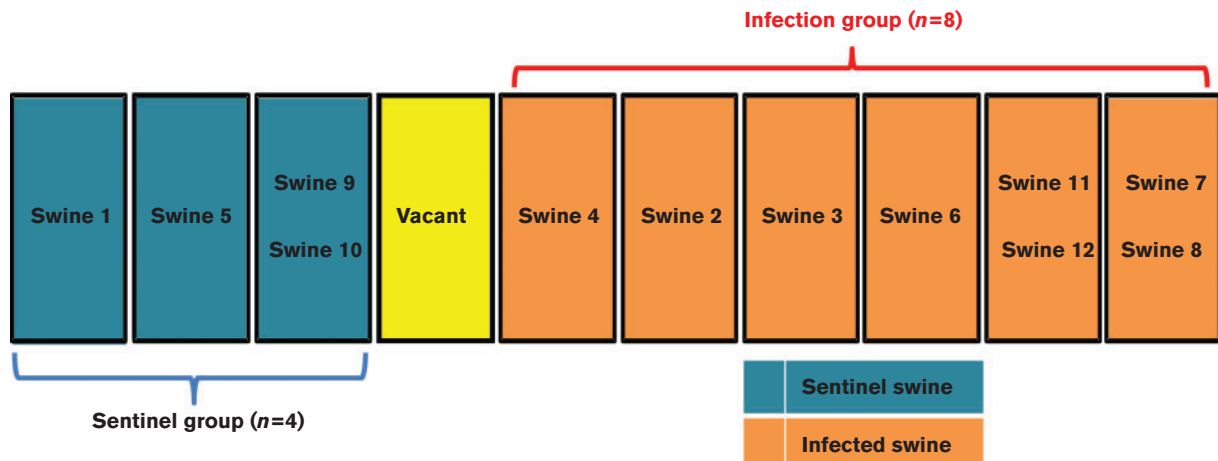 Infection group (n=8)
Swine 1
Swine 5
Swine 9
Swine 10
Vacant
Swine 4
Swine 2
Swine 3
Swine 6
Swine 11
Swine 12
Swine 7
Swine 8
Sentinel group (n=4)
Sentinel swine
Infected swine